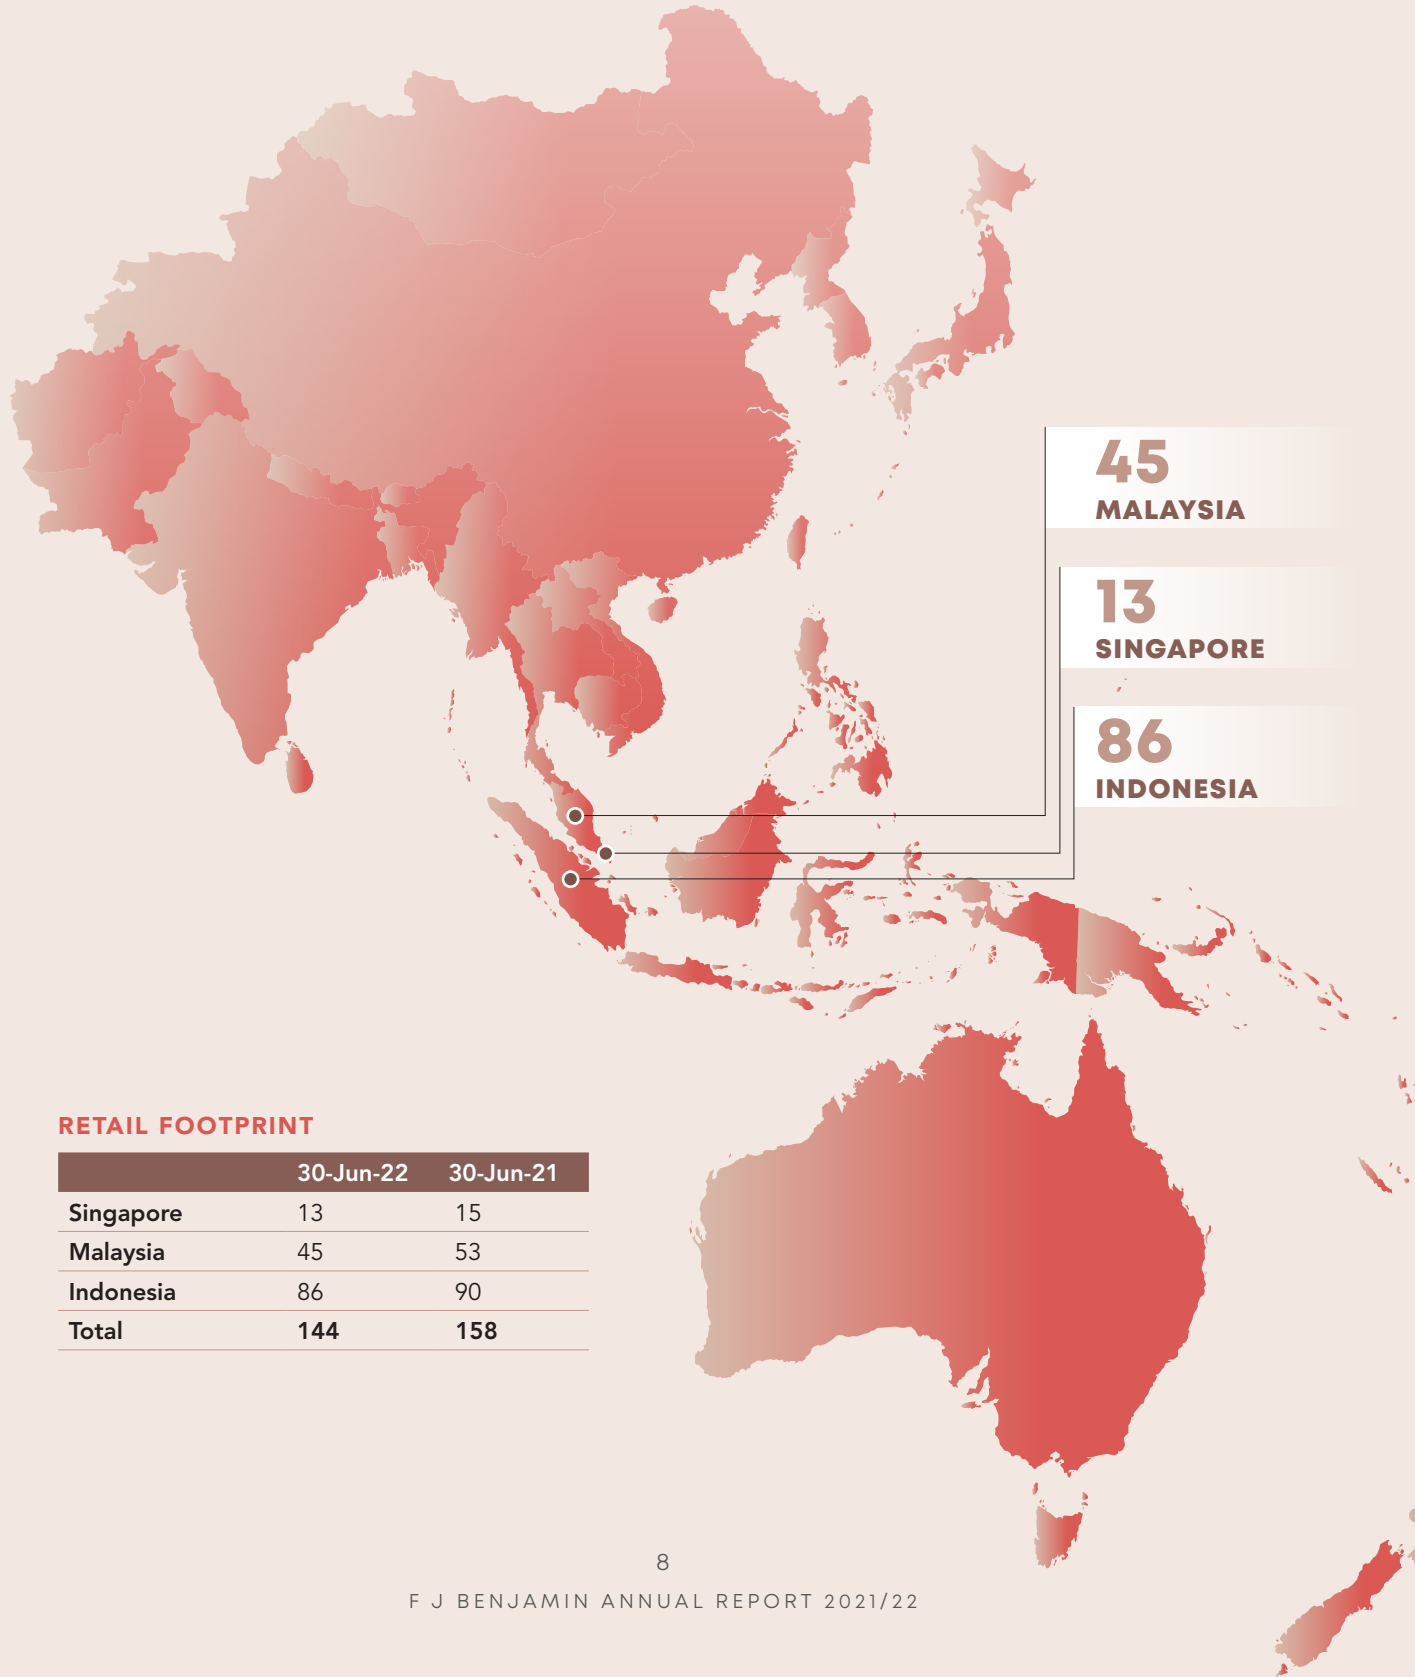 45
MALAYSIA
13
SINGAPORE
86
INDONESIA
RETAIL FOOTPRINT
30-Jun-22 30-Jun-21
Singapore 13 15
Malaysia 45 53
Indonesia 86 90
Total 144 158
8
F J BENJAMIN ANNUAL REPORT 2021/22